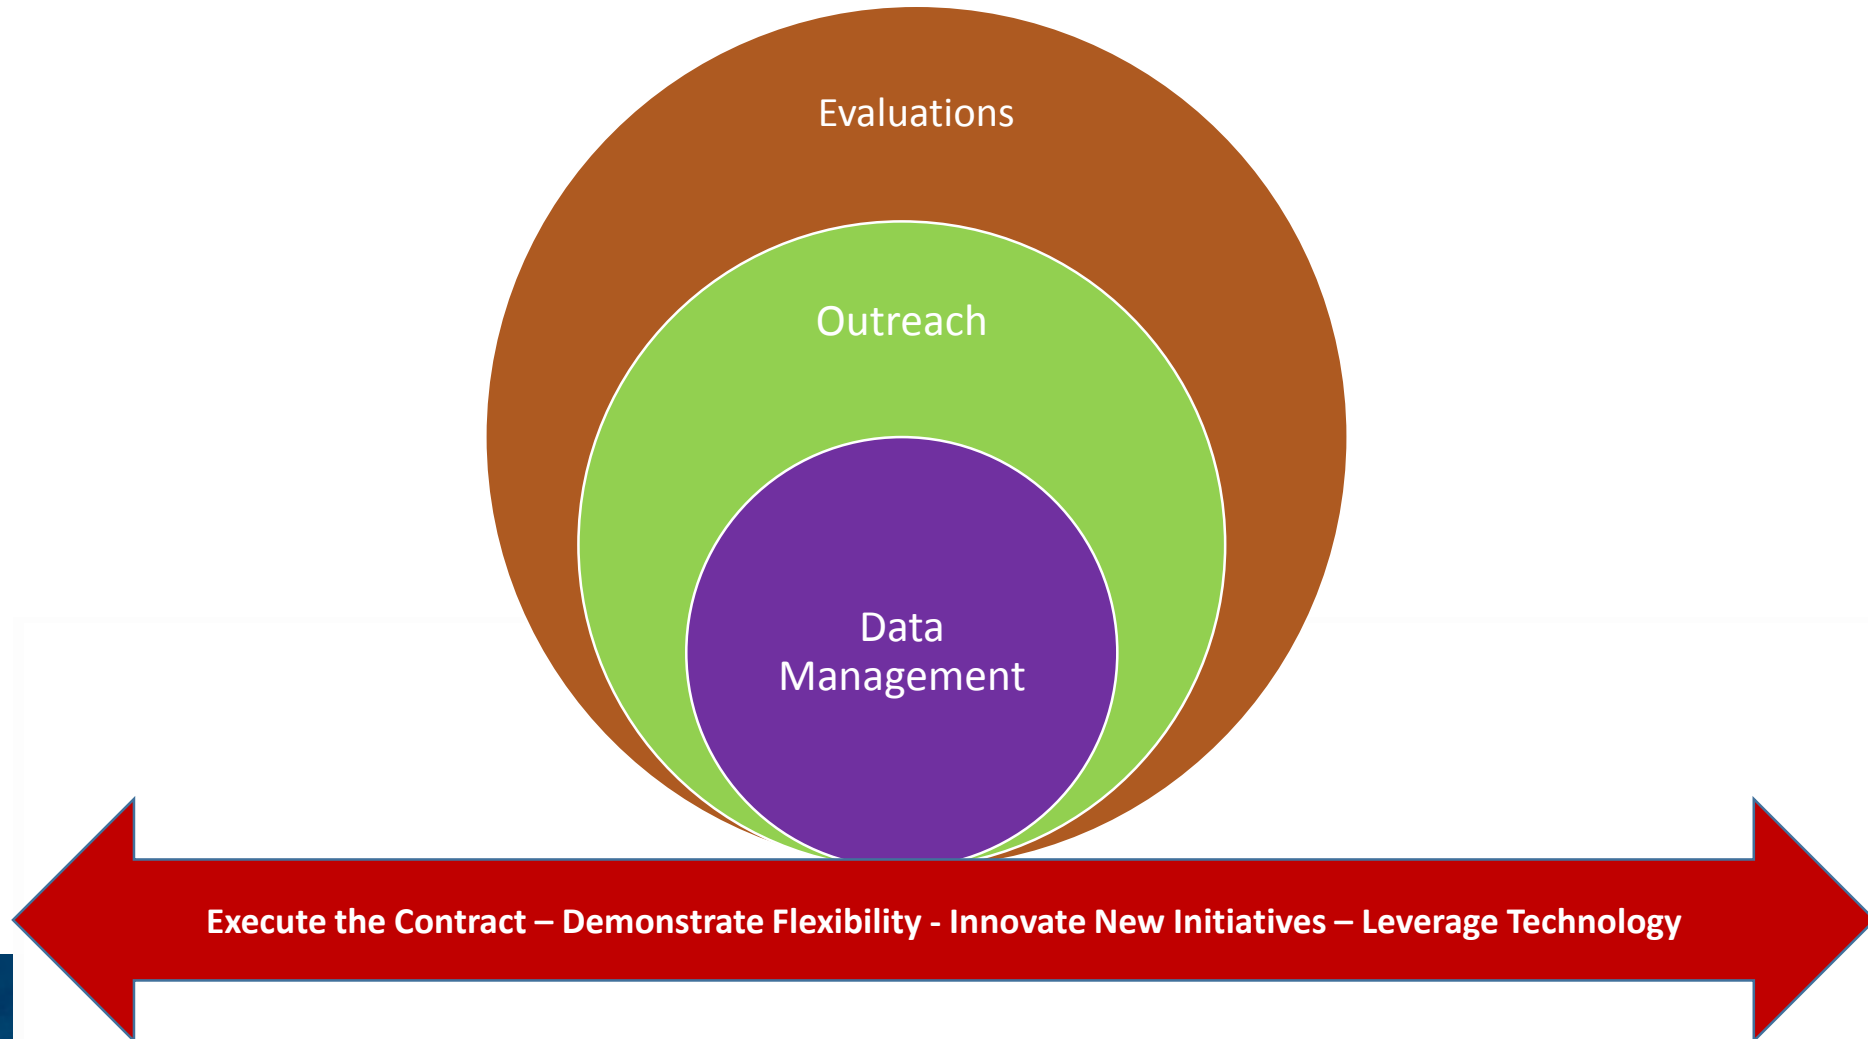 Evaluations
Outreach
Data
Management
Execute the Contract – Demonstrate Flexibility - Innovate New Initiatives – Leverage Technology